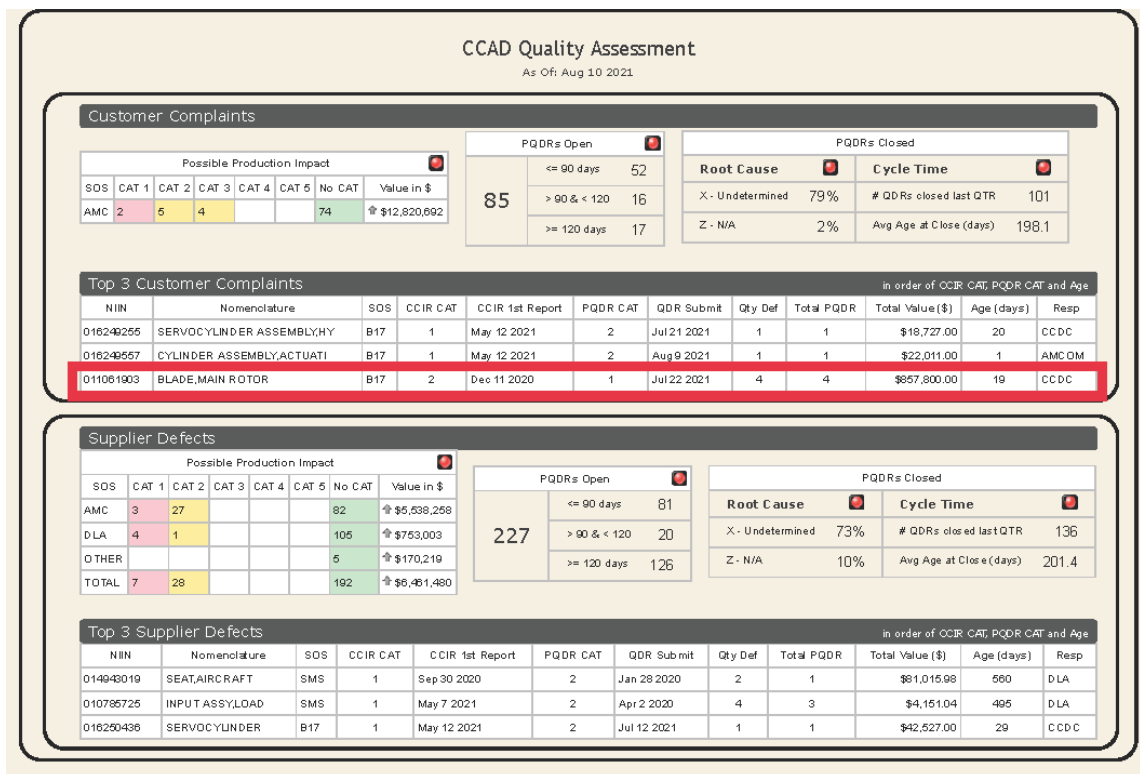 CCAD Quality Assessment
As Of: Aug 10 2021
Customer Complaints
Possible Production Impact
SOS CAT 1 CAT 2 CAT 3 CAT 4 CAT 5 No CAT Value in $
AMC 2 5 4 74 $12,820,692
PQDRs Open
85
<= 90 days 52
> 90 & < 120 16
>= 120 days 17
PQDRs Closed
Root Cause Cycle Time
X - Undetermined 79% # QDRs closed last QTR 101
Z - N/A 2% Avg Age at Close (days) 198.1
Top 3 Customer Complaints in order of CCIR CAT, PQDR CAT and Age
NIIN Nomenclature SOS CCIR CAT CCIR 1st Report PQDR CAT QDR Submit Qty Def Total PQDR Total Value ($) Age (days) Resp
016249255 SERVOCYLINDER ASSEMBLY,HY B17 1 May 12 2021 2 Jul 21 2021 1 1 $18,727.00 20 CCDC
016249557 CYLINDER ASSEMBLY,ACTUATI B17 1 May 12 2021 2 Aug 9 2021 1 1 $22,011.00 1 AMCOM
011061903 BLADE,MAIN ROTOR B17 2 Dec 11 2020 1 Jul 22 2021 4 4 $857,800.00 19 CCDC
Supplier Defects
Possible Production Impact
SOS CAT 1 CAT 2 CAT 3 CAT 4 CAT 5 No CAT Value in $
AMC 3 27 82 $5,538,258
DLA 4 1 105 $753,003
OTHER 5 $170,219
TOTAL 7 28 192 $6,461,480
PQDRs Open
227
<= 90 days 81
> 90 & < 120 20
>= 120 days 126
PQDRs Closed
Root Cause Cycle Time
X - Undetermined 73% # QDRs closed last QTR 136
Z - N/A 10% Avg Age at Close (days) 201.4
Top 3 Supplier Defects in order of CCIR CAT, PQDR CAT and Age
NIIN Nomenclature SOS CCIR CAT CCIR 1st Report PQDR CAT QDR Submit Qty Def Total PQDR Total Value ($) Age (days) Resp
014943019 SEAT,AIRCRAFT SMS 1 Sep 30 2020 2 Jan 28 2020 2 1 $81,015.98 560 DLA
010785725 INPUT ASSY,LOAD SMS 1 May 7 2021 2 Apr 2 2020 4 3 $4,151.04 495 DLA
016250436 SERVOCYLINDER B17 1 May 12 2021 2 Jul 12 2021 1 1 $42,527.00 29 CCDC